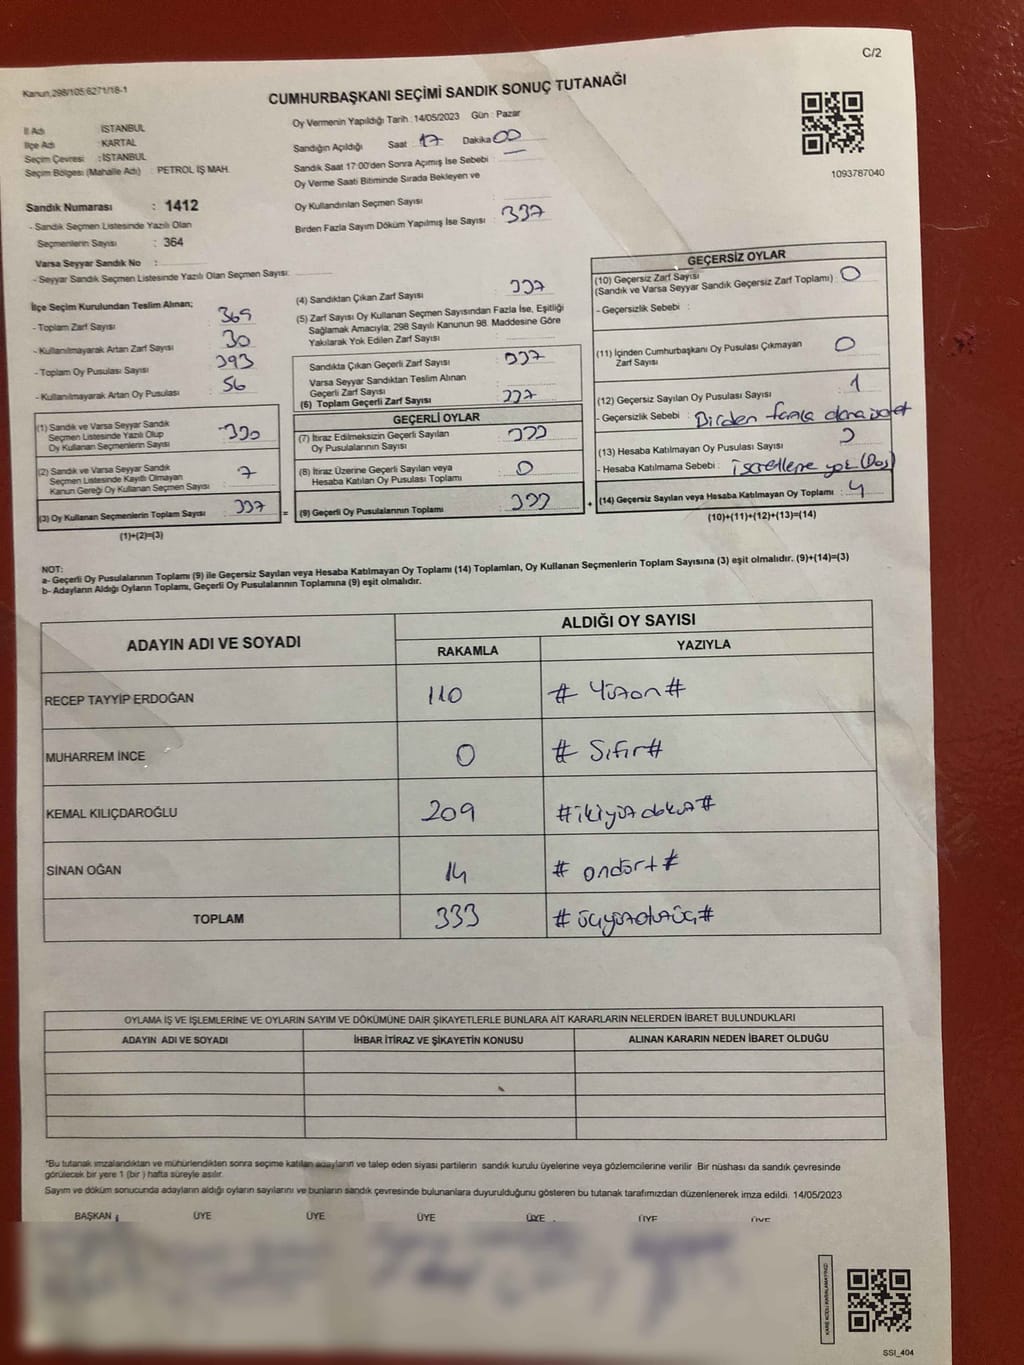 C/2
Kanun,298/105;6271/18-1
CUMHURBAŞKANI SEÇİMİ SANDIK SONUÇ TUTANAĞI
İl Adı : İSTANBUL
İlçe Adı : KARTAL
Seçim Çevresi : İSTANBUL
Seçim Bölgesi (Mahalle Adı) : PETROL İŞ MAH.
Sandık Numarası : 1412
- Sandık Seçmen Listesinde Yazılı Olan
Seçmenlerin Sayısı : 364
Varsa Seyyar Sandık No :
- Seyyar Sandık Seçmen Listesinde Yazılı Olan Seçmen Sayısı:
Oy Vermenin Yapıldığı Tarih : 14/05/2023 Gün : Pazar
Sandığın Açıldığı Saat 17 Dakika 00
Sandık Saat 17:00'den Sonra Açımış İse Sebebi : —
Oy Verme Saati Bitiminde Sırada Bekleyen ve
Oy Kullandırılan Seçmen Sayısı :
Birden Fazla Sayım Döküm Yapılmış İse Sayısı : 337
1093787040
İlçe Seçim Kurulundan Teslim Alınan;
- Toplam Zarf Sayısı : 369
- Kullanılmayarak Artan Zarf Sayısı : 30
- Toplam Oy Pusulası Sayısı : 393
- Kullanılmayarak Artan Oy Pusulası : 56
(1) Sandık ve Varsa Seyyar Sandık
Seçmen Listesinde Yazılı Olup
Oy Kullanan Seçmenlerin Sayısı : 330
(2) Sandık ve Varsa Seyyar Sandık
Seçmen Listesinde Kayıtlı Olmayan
Kanun Gereği Oy Kullanan Seçmen Sayısı : 7
(3) Oy Kullanan Seçmenlerin Toplam Sayısı : 337
(1)+(2)=(3)
(4) Sandıktan Çıkan Zarf Sayısı : 337
(5) Zarf Sayısı Oy Kullanan Seçmen Sayısından Fazla İse, Eşitliği
Sağlamak Amacıyla; 298 Sayılı Kanunun 98. Maddesine Göre
Yakılarak Yok Edilen Zarf Sayısı :
Sandıkta Çıkan Geçerli Zarf Sayısı : 337
Varsa Seyyar Sandıktan Teslim Alınan
Geçerli Zarf Sayısı :
(6) Toplam Geçerli Zarf Sayısı : 337
GEÇERLİ OYLAR
(7) İtiraz Edilmeksizin Geçerli Sayılan
Oy Pusulalarının Sayısı : 333
(8) İtiraz Üzerine Geçerli Sayılan veya
Hesaba Katılan Oy Pusulası Toplamı : 0
= (9) Geçerli Oy Pusulalarının Toplamı : 333
GEÇERSİZ OYLAR
(10) Geçersiz Zarf Sayısı
(Sandık ve Varsa Seyyar Sandık Geçersiz Zarf Toplamı) : 0
- Geçersizlik Sebebi :
(11) İçinden Cumhurbaşkanı Oy Pusulası Çıkmayan
Zarf Sayısı : 0
(12) Geçersiz Sayılan Oy Pusulası Sayısı : 1
- Geçersizlik Sebebi : Birden fazla
(13) Hesaba Katılmayan Oy Pusulası Sayısı : 3
- Hesaba Katılmama Sebebi : yok (Boş)
+ (14) Geçersiz Sayılan veya Hesaba Katılmayan Oy Toplamı : 4
(10)+(11)+(12)+(13)=(14)
NOT:
a- Geçerli Oy Pusulalarının Toplamı (9) ile Geçersiz Sayılan veya Hesaba Katılmayan Oy Toplamı (14) Toplamları, Oy Kullanan Seçmenlerin Toplam Sayısına (3) eşit olmalıdır. (9)+(14)=(3)
b- Adayların Aldığı Oyların Toplamı, Geçerli Oy Pusulalarının Toplamına (9) eşit olmalıdır.
ADAYIN ADI VE SOYADI
ALDIĞI OY SAYISI
RAKAMLA YAZIYLA
RECEP TAYYİP ERDOĞAN 110 # Yüzon #
MUHARREM İNCE 0 # Sıfır #
KEMAL KILIÇDAROĞLU 209 # ikiyüz dokuz #
SİNAN OĞAN 14 # ondört #
TOPLAM 333 # üçyüzotuzüç #
OYLAMA İŞ VE İŞLEMLERİNE VE OYLARIN SAYIM VE DÖKÜMÜNE DAİR ŞİKAYETLERLE BUNLARA AİT KARARLARIN NELERDEN İBARET BULUNDUKLARI
ADAYIN ADI VE SOYADI İHBAR İTİRAZ VE ŞİKAYETİN KONUSU ALINAN KARARIN NEDEN İBARET OLDUĞU
*Bu tutanak imzalandıktan ve mühürlendikten sonra seçime katılan adayların ve talep eden siyasi partilerin sandık kurulu üyelerine veya gözlemcilerine verilir. Bir nüshası da sandık çevresinde
görülecek bir yere 1 (bir ) hafta süreyle asılır.
Sayım ve döküm sonucunda adayların aldığı oyların sayılarını ve bunların sandık çevresinde bulunanlara duyurulduğunu gösteren bu tutanak tarafımızdan düzenlenerek imza edildi. 14/05/2023
BAŞKAN ÜYE ÜYE ÜYE ÜYE ÜYE ÜYE
SSI_404